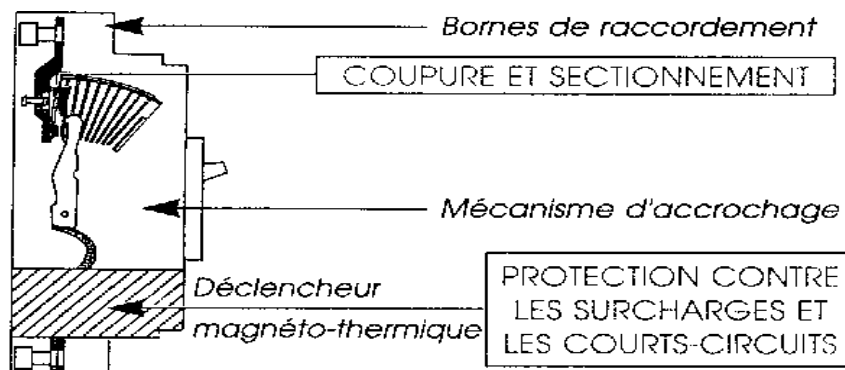 Bornes de raccordement
COUPURE ET SECTIONNEMENT
Mécanisme d'accrochage
Déclencheur
magnéto-thermique
PROTECTION CONTRE
LES SURCHARGES ET
LES COURTS-CIRCUITS